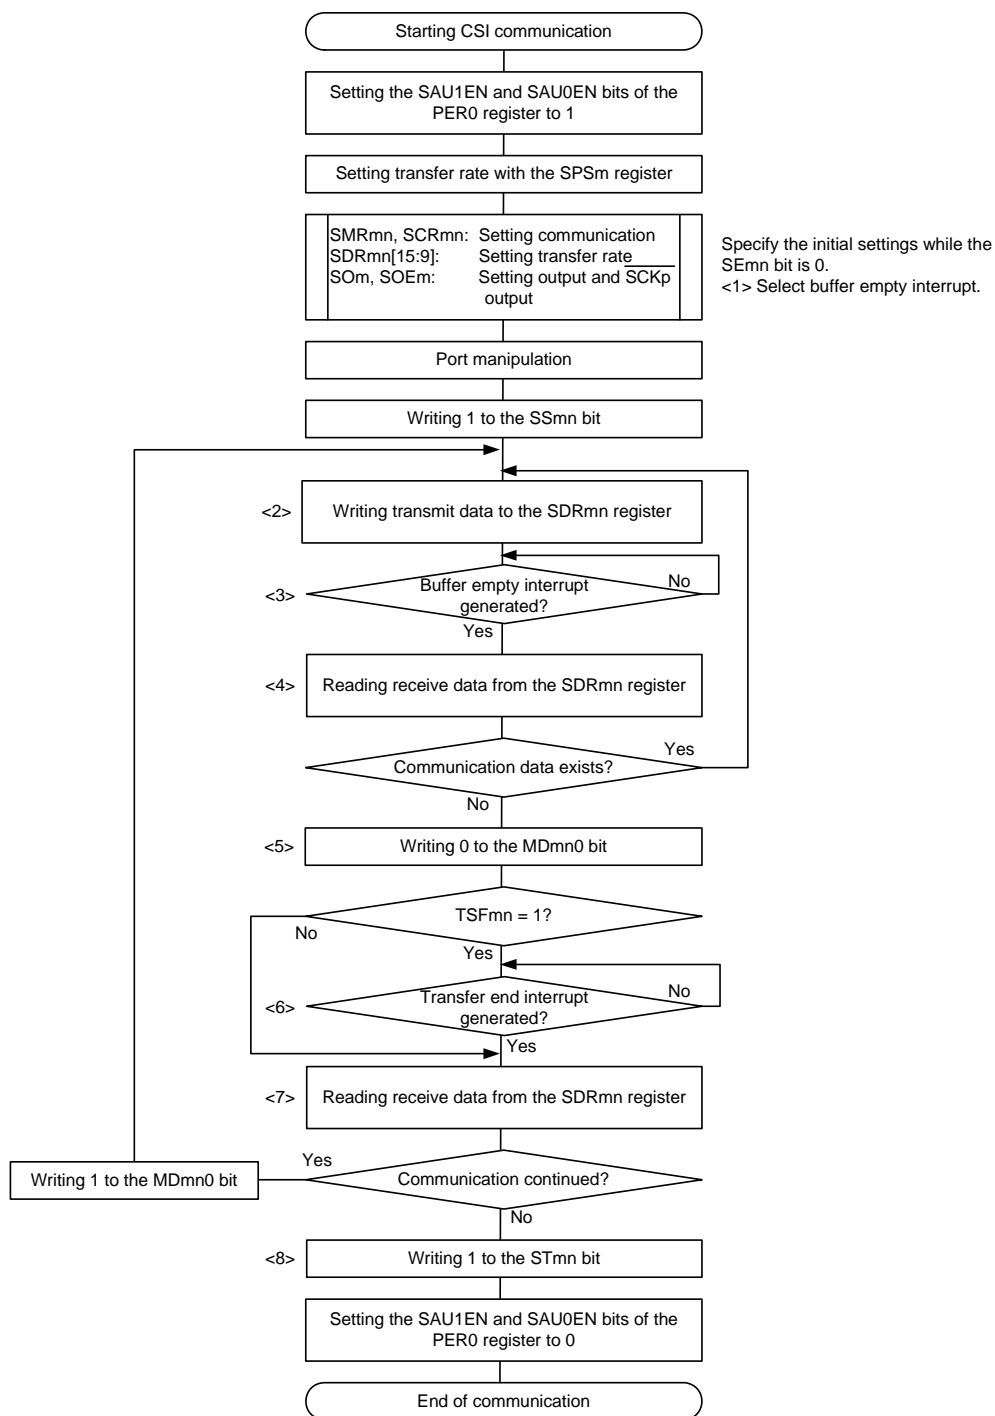 Starting CSI communication
Setting the SAU1EN and SAU0EN bits of the
PER0 register to 1
Setting transfer rate with the SPSm register
SMRmn, SCRmn: Setting communication
SDRmn[15:9]: Setting transfer rate
SOm, SOEm: Setting output and SCKp
output
Specify the initial settings while the
SEmn bit is 0.
<1> Select buffer empty interrupt.
Port manipulation
Writing 1 to the SSmn bit
<2>
Writing transmit data to the SDRmn register
<3>
Buffer empty interrupt
generated?
No
Yes
<4>
Reading receive data from the SDRmn register
Communication data exists?
Yes
No
<5>
Writing 0 to the MDmn0 bit
TSFmn = 1?
No
Yes
<6>
Transfer end interrupt
generated?
No
Yes
<7>
Reading receive data from the SDRmn register
Writing 1 to the MDmn0 bit
Yes
Communication continued?
No
<8>
Writing 1 to the STmn bit
Setting the SAU1EN and SAU0EN bits of the
PER0 register to 0
End of communication